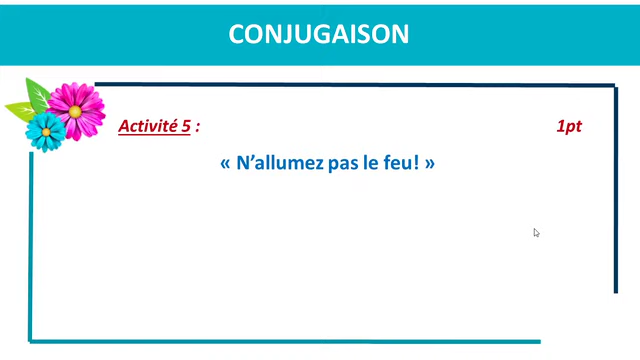 CONJUGAISON
Activité 5 : 1pt
« N’allumez pas le feu! »